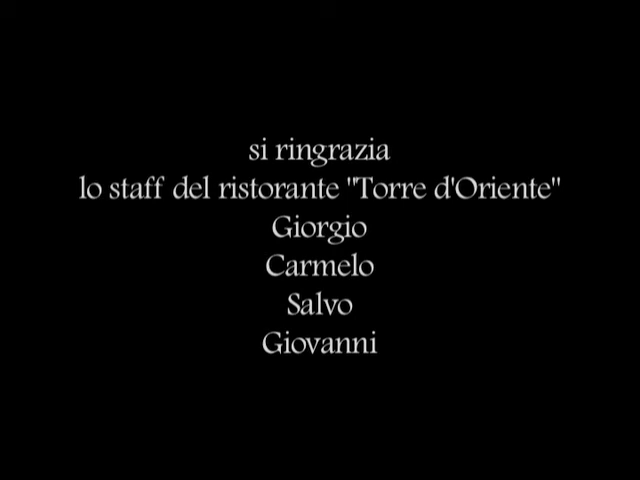 si ringrazia
lo staff del ristorante "Torre d'Oriente"
Giorgio
Carmelo
Salvo
Giovanni